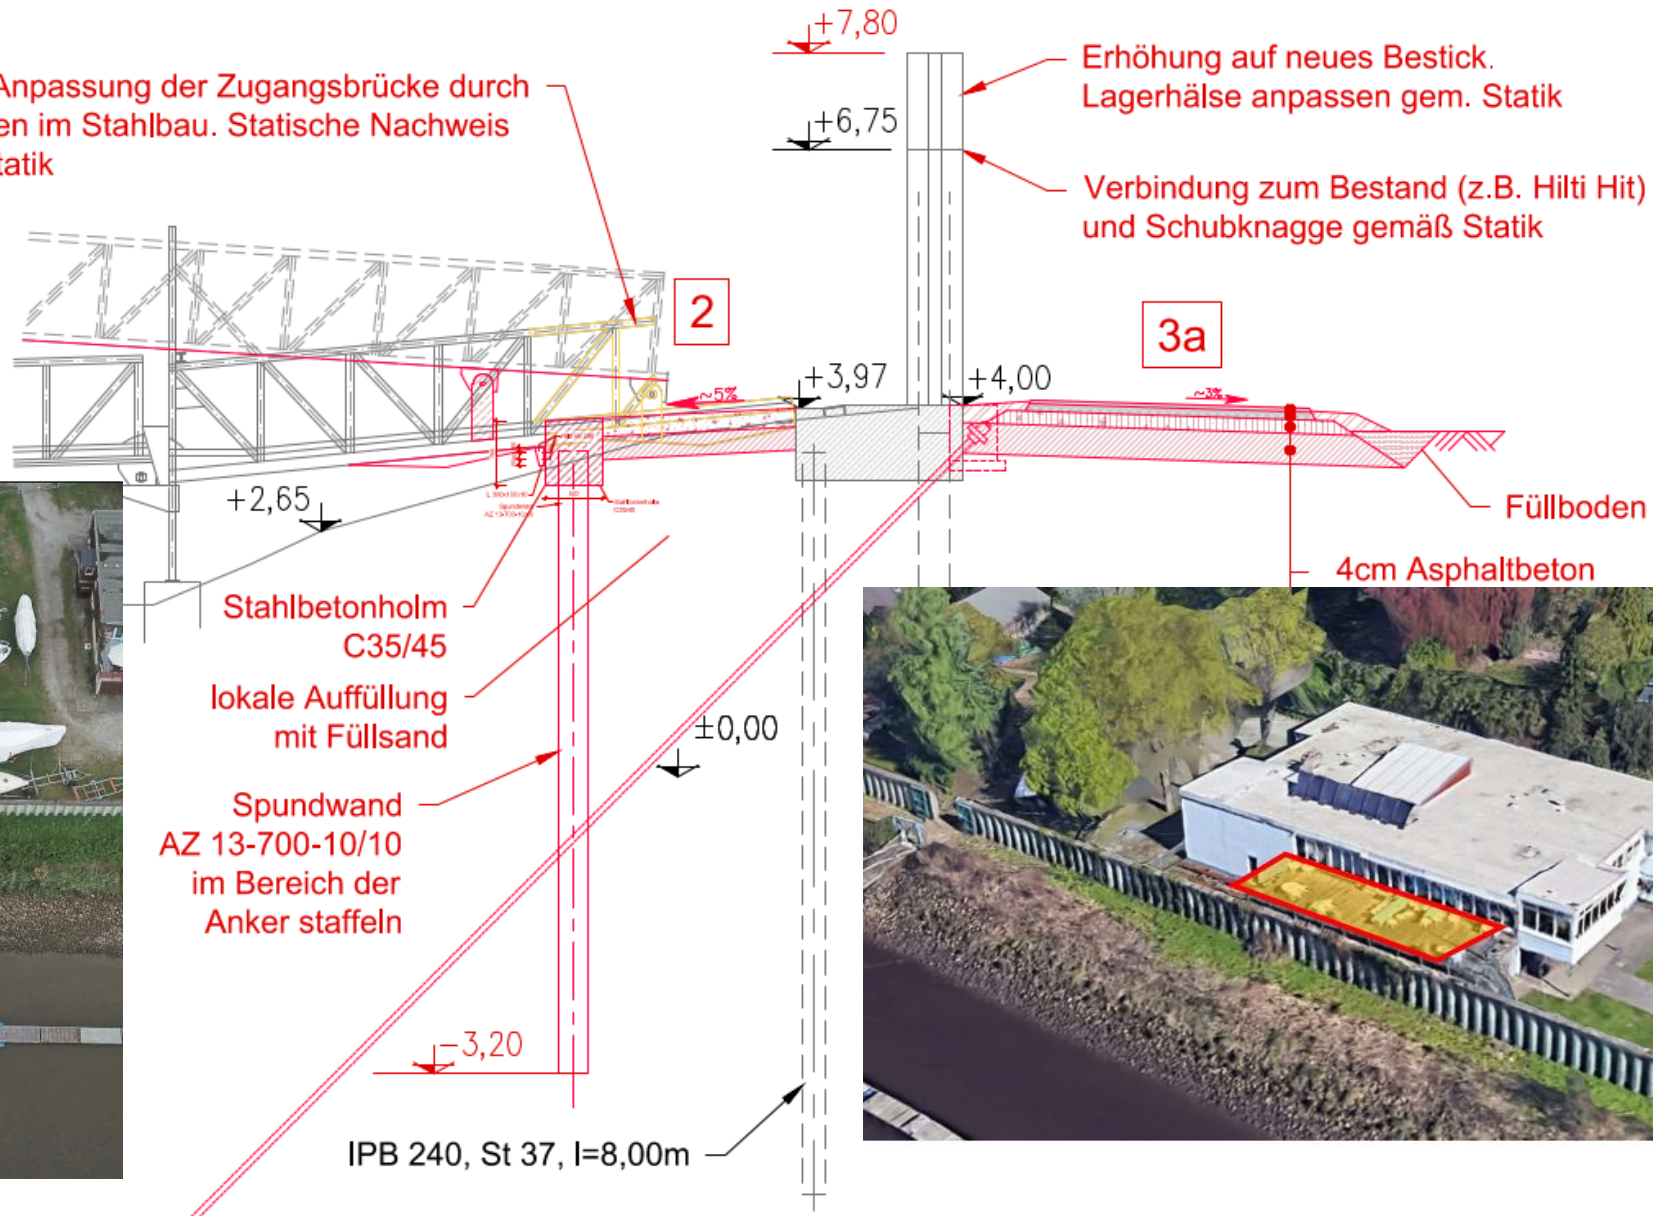 +7,80
Erhöhung auf neues Bestick.
Lagerhälse anpassen gem. Statik
Anpassung der Zugangsbrücke durch
en im Stahlbau. Statische Nachweis
tatik
+6,75
Verbindung zum Bestand (z.B. Hilti Hit)
und Schubknagge gemäß Statik
2
3a
+3,97
+4,00
~5%
~3%
+2,65
Füllboden
4cm Asphaltbeton
Stahlbetonholm
C35/45
lokale Auffüllung
mit Füllsand
±0,00
Spundwand
AZ 13-700-10/10
im Bereich der
Anker staffeln
-3,20
IPB 240, St 37, l=8,00m